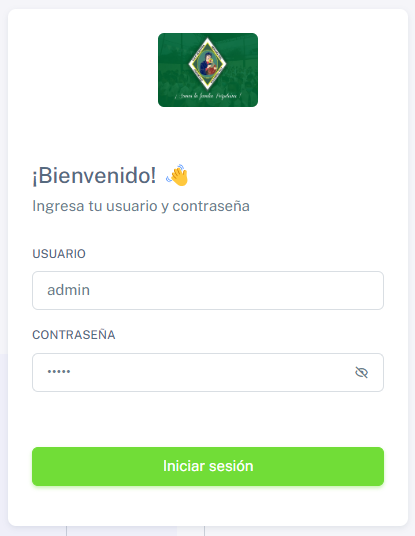 ¡Bienvenido! 👋
Ingresa tu usuario y contraseña
USUARIO
admin
CONTRASEÑA
•••••
Iniciar sesión